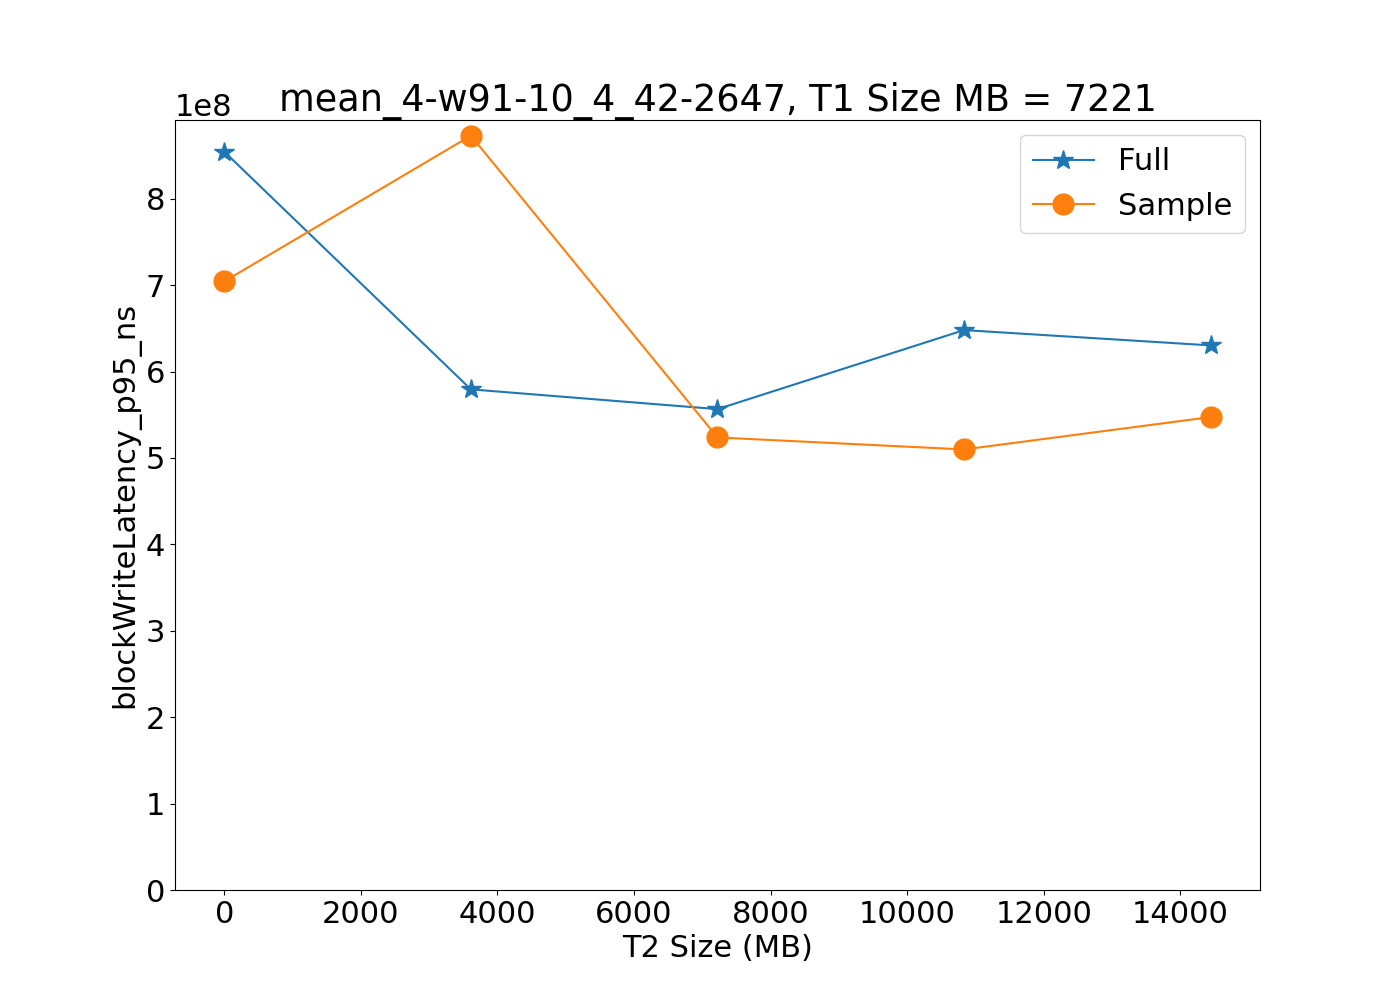 mean_4-w91-10_4_42-2647, T1 Size MB = 7221
1e8
Full
Sample
8
7
6
5
4
3
2
1
0
blockWriteLatency_p95_ns
0 2000 4000 6000 8000 10000 12000 14000
T2 Size (MB)